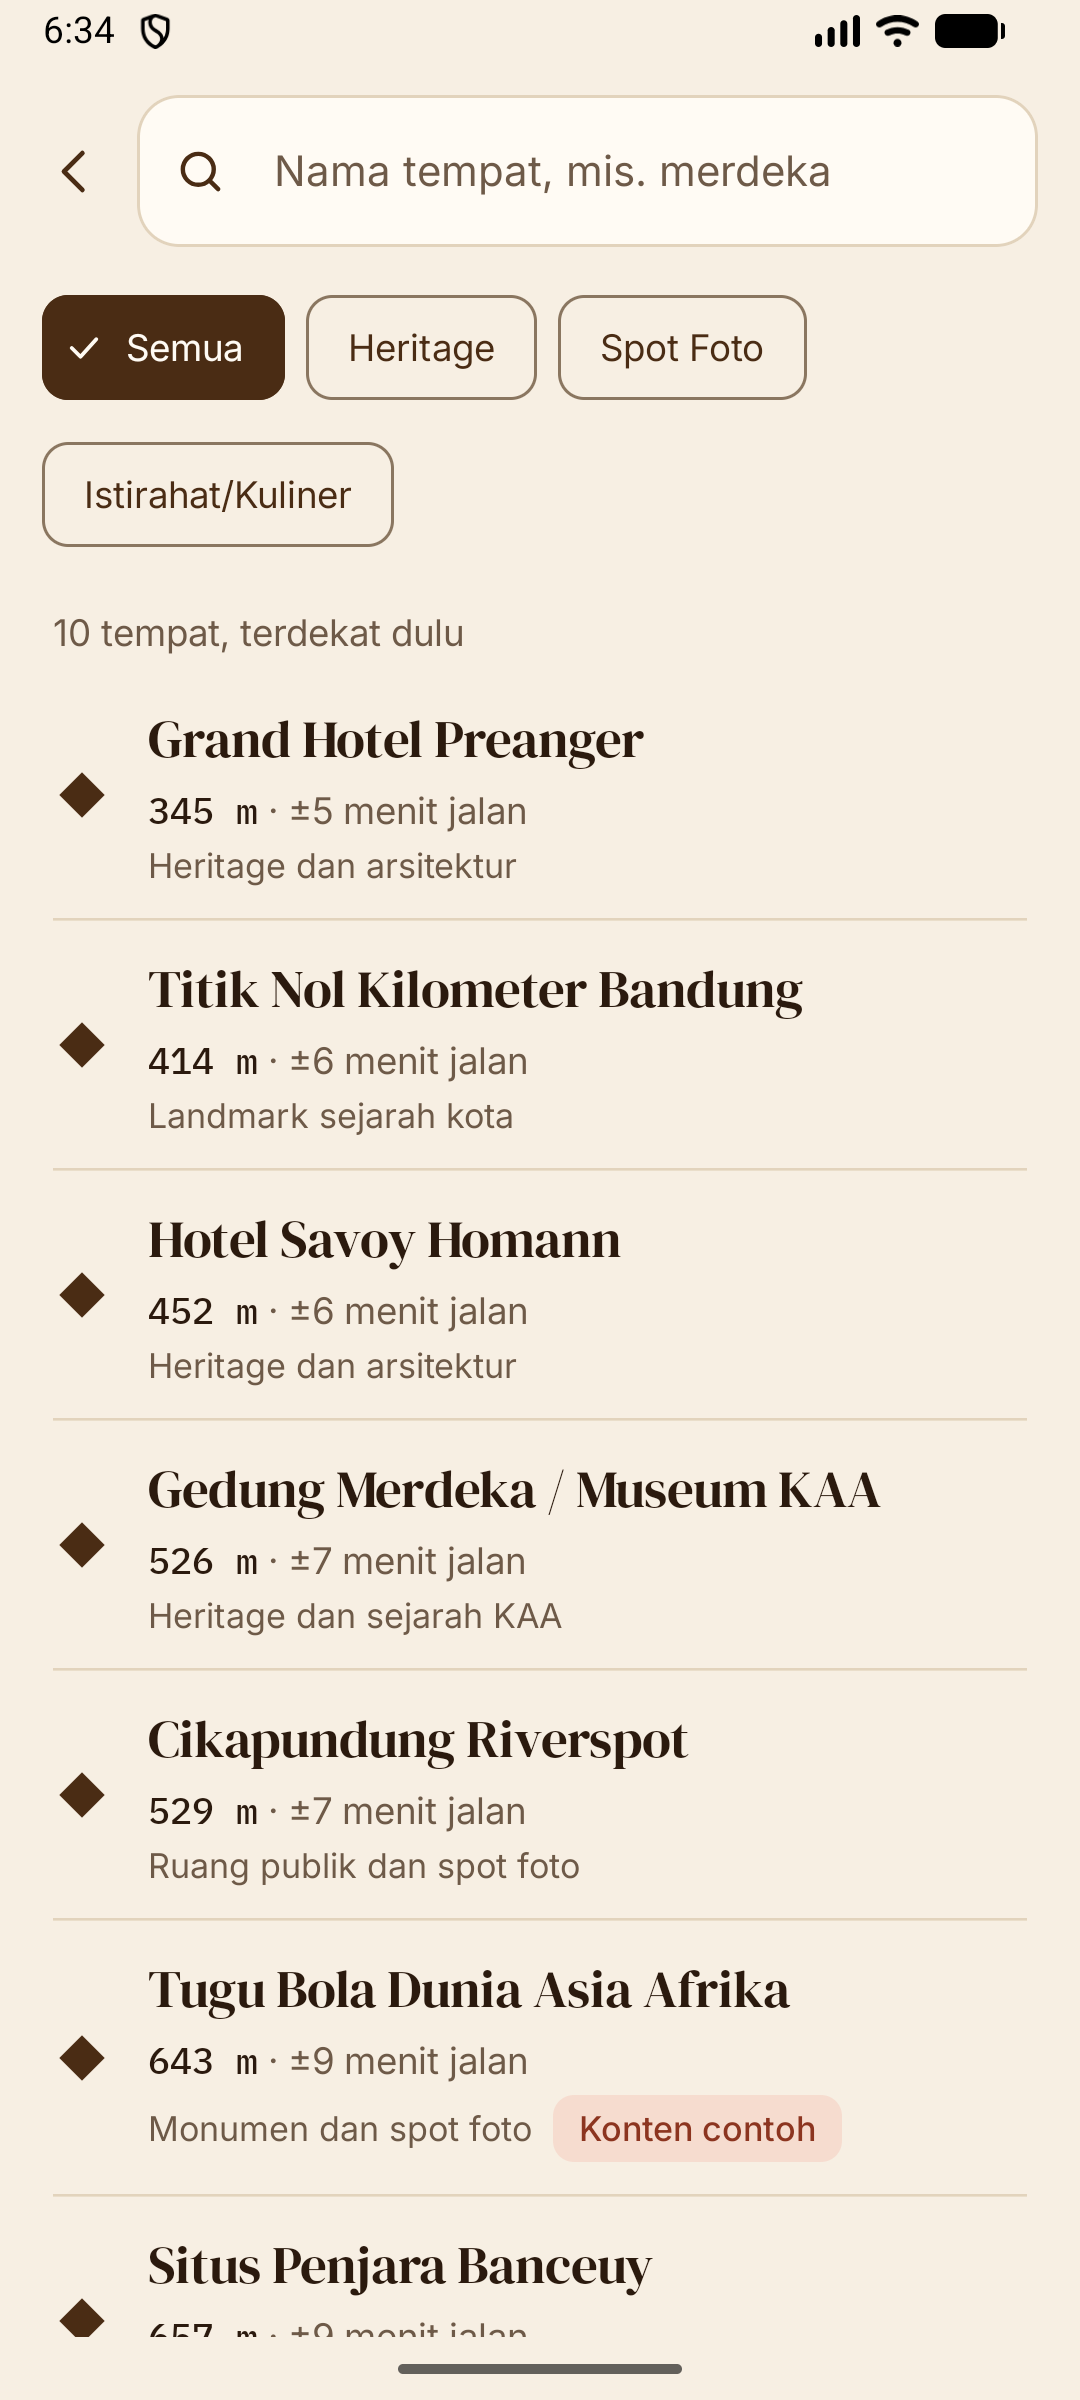 6:34
Nama tempat, mis. merdeka
Semua
Heritage
Spot Foto
Istirahat/Kuliner
10 tempat, terdekat dulu
Grand Hotel Preanger
345 m · ±5 menit jalan
Heritage dan arsitektur
Titik Nol Kilometer Bandung
414 m · ±6 menit jalan
Landmark sejarah kota
Hotel Savoy Homann
452 m · ±6 menit jalan
Heritage dan arsitektur
Gedung Merdeka / Museum KAA
526 m · ±7 menit jalan
Heritage dan sejarah KAA
Cikapundung Riverspot
529 m · ±7 menit jalan
Ruang publik dan spot foto
Tugu Bola Dunia Asia Afrika
643 m · ±9 menit jalan
Monumen dan spot foto Konten contoh
Situs Penjara Banceuy
657 m · ±9 menit jalan